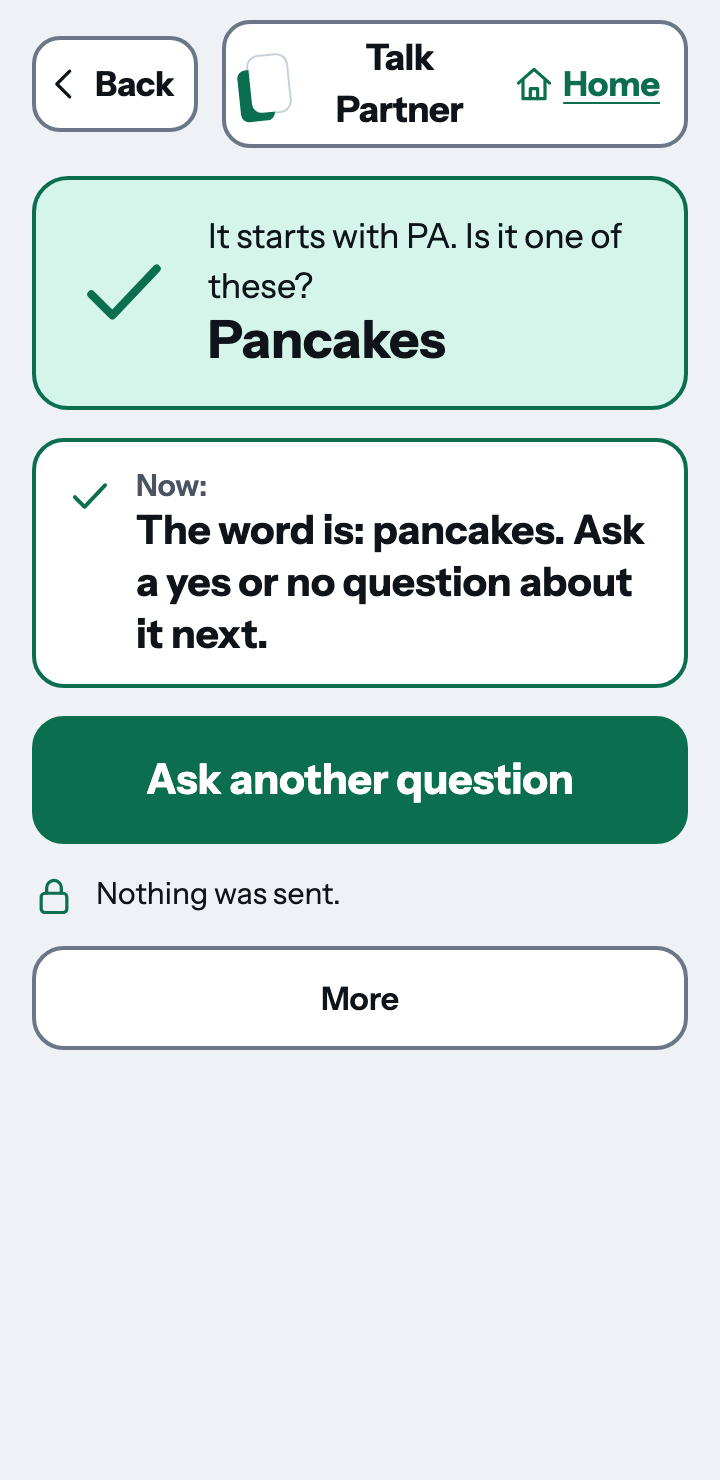 Back
Talk
Partner
Home
It starts with PA. Is it one of
these?
Pancakes
Now:
The word is: pancakes. Ask
a yes or no question about
it next.
Ask another question
Nothing was sent.
More